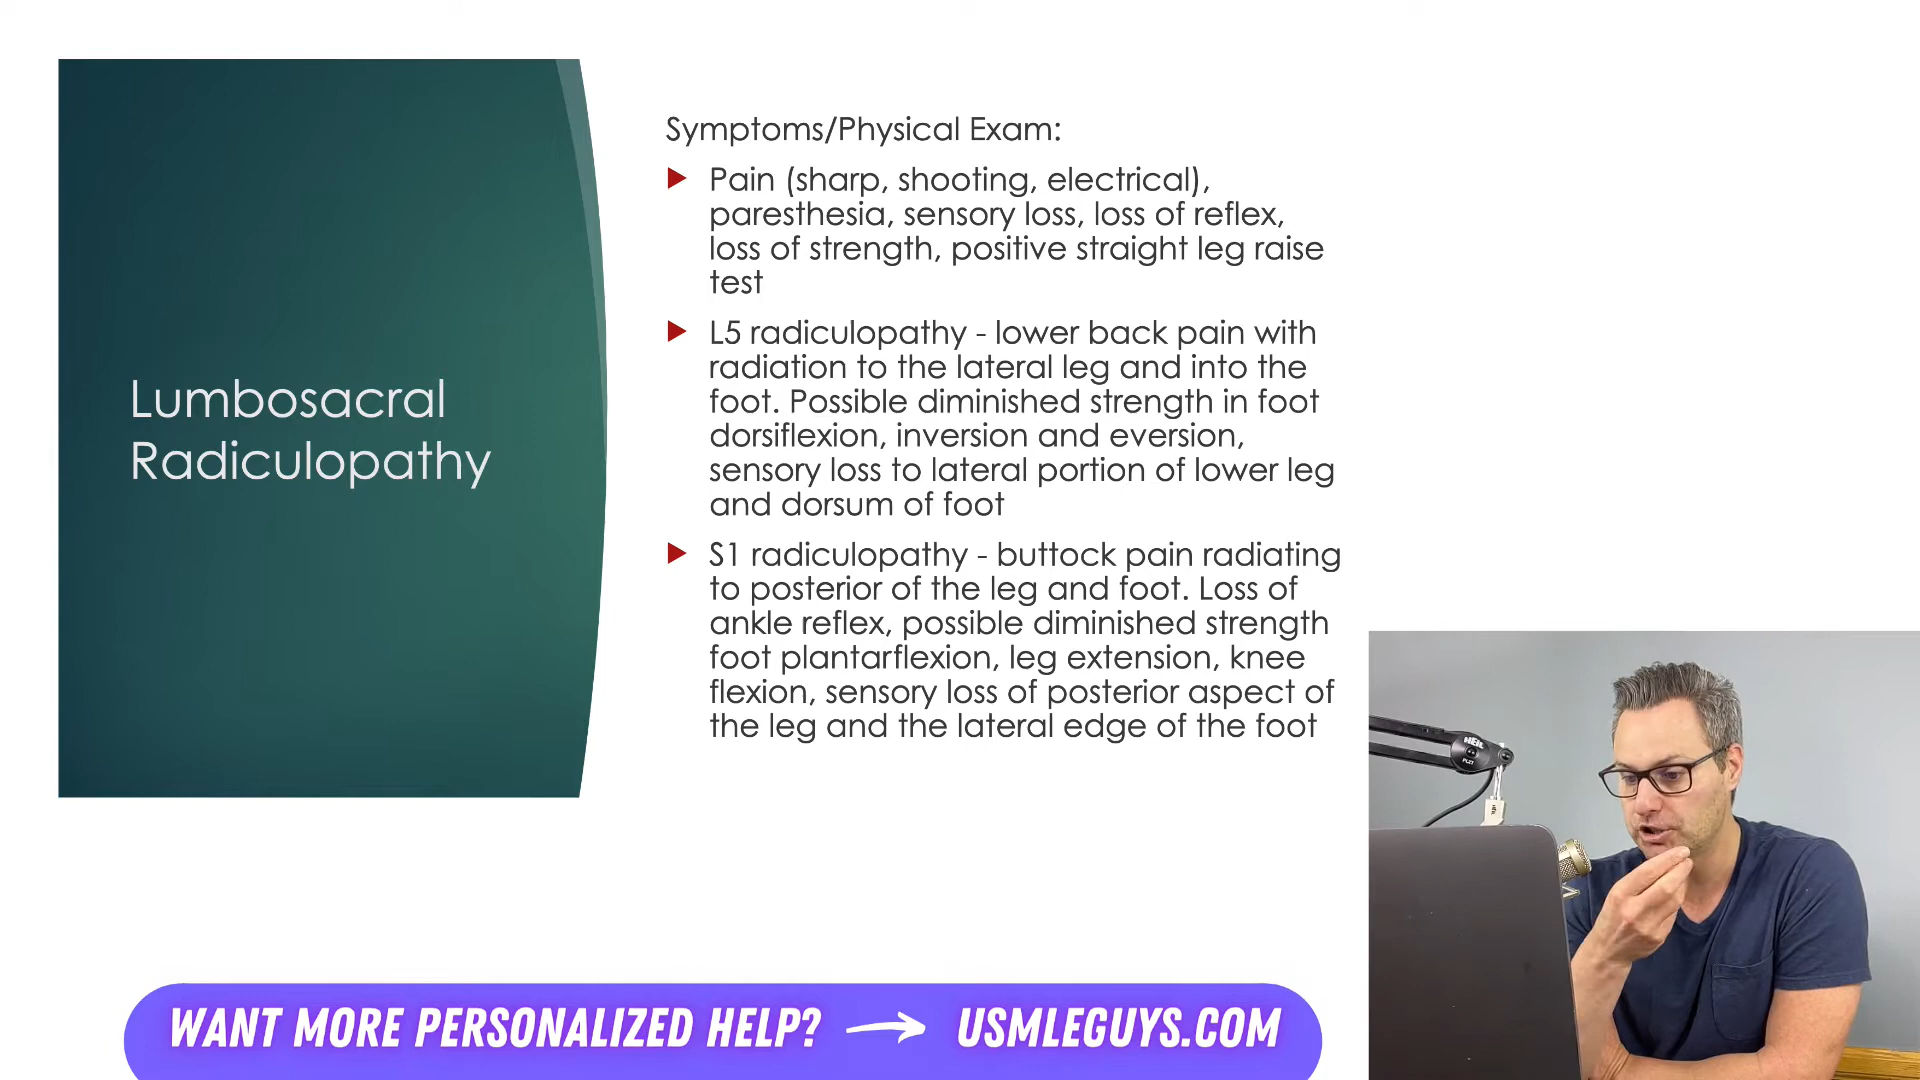 Lumbosacral
Radiculopathy
Symptoms/Physical Exam:
Pain (sharp, shooting, electrical),
paresthesia, sensory loss, loss of reflex,
loss of strength, positive straight leg raise
test
L5 radiculopathy - lower back pain with
radiation to the lateral leg and into the
foot. Possible diminished strength in foot
dorsiflexion, inversion and eversion,
sensory loss to lateral portion of lower leg
and dorsum of foot
S1 radiculopathy - buttock pain radiating
to posterior of the leg and foot. Loss of
ankle reflex, possible diminished strength
foot plantarflexion, leg extension, knee
flexion, sensory loss of posterior aspect of
the leg and the lateral edge of the foot
HEIL
WANT MORE PERSONALIZED HELP? USMLEGUYS.COM